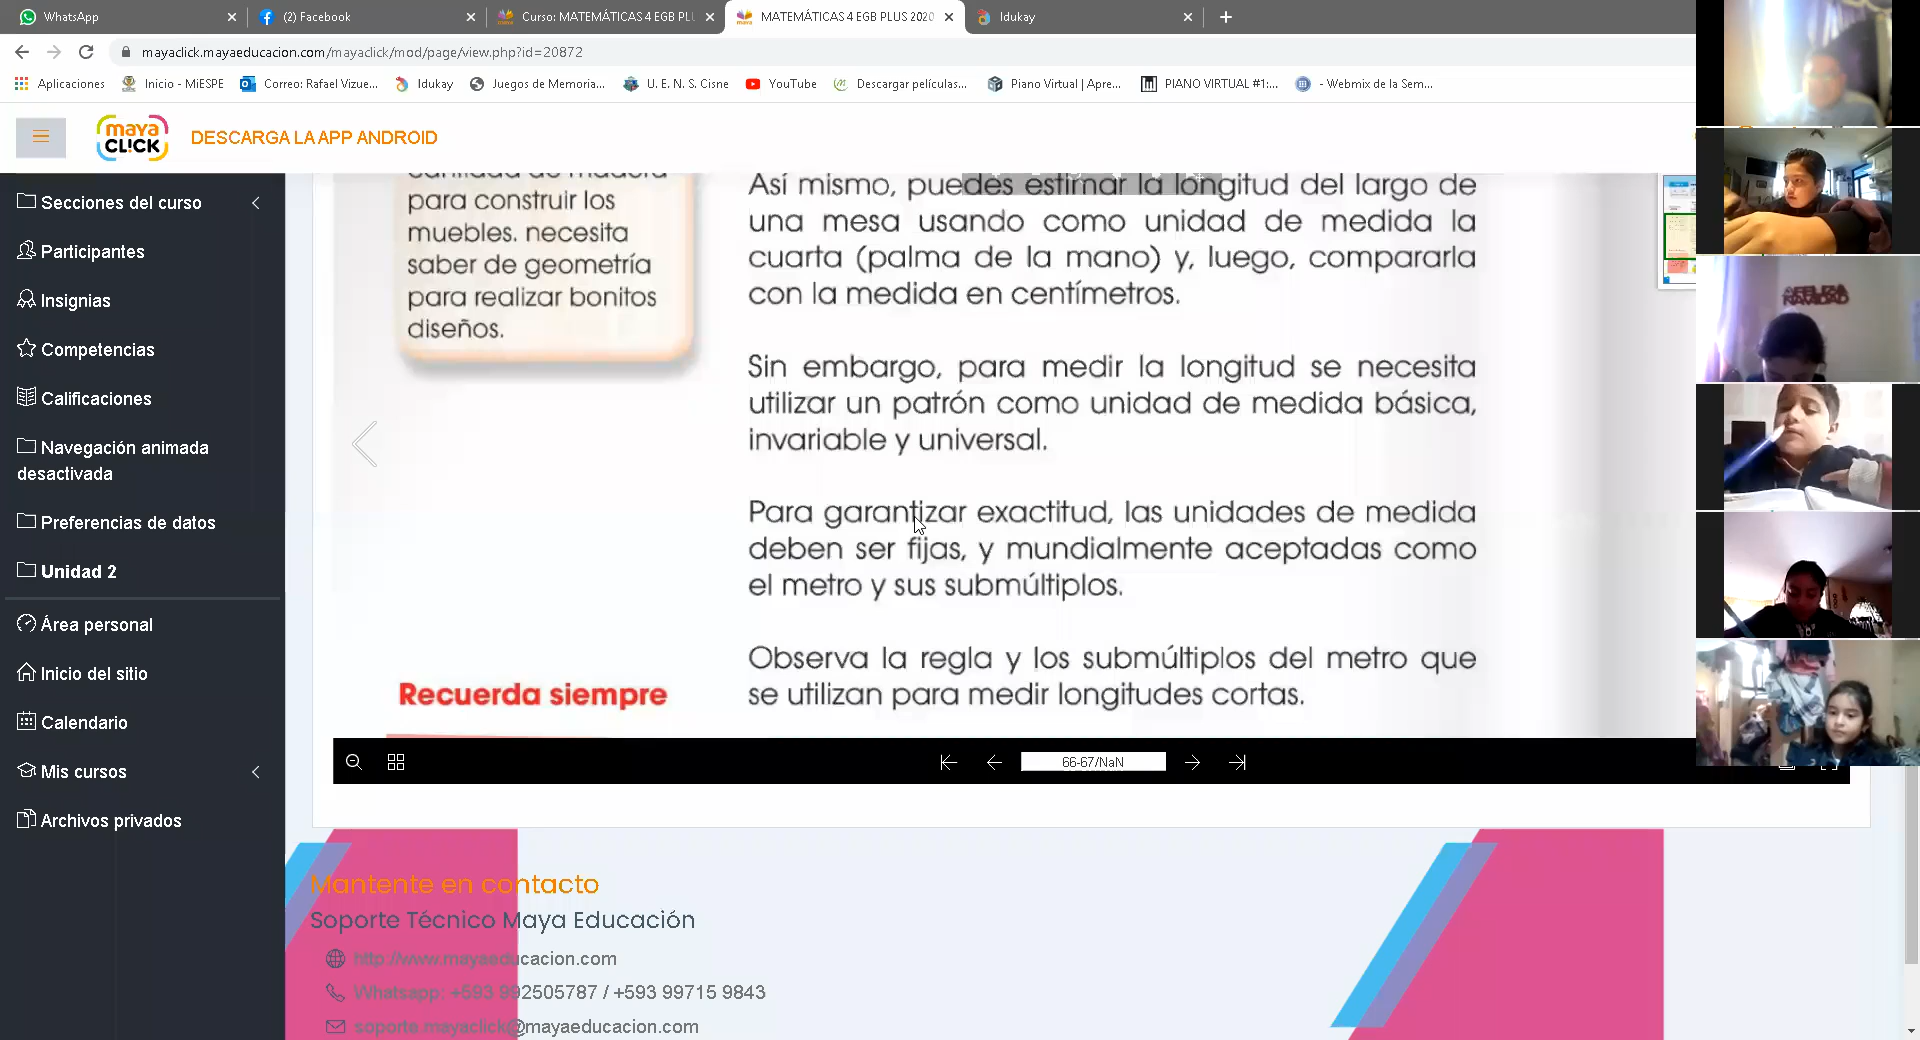 WhatsApp
(2) Facebook
Curso: MATEMÁTICAS 4 EGB PLU
MATEMÁTICAS 4 EGB PLUS 2020
Idukay
mayaclick.mayaeducacion.com/mayaclick/mod/page/view.php?id=20872
Aplicaciones
Inicio - MiESPE
Correo: Rafael Vizue...
Idukay
Juegos de Memoria...
U. E. N. S. Cisne
YouTube
Descargar películas...
Piano Virtual | Apre...
PIANO VIRTUAL #1:...
- Webmix de la Sem...
maya
CLICK
DESCARGA LA APP ANDROID
Secciones del curso
Participantes
Insignias
Competencias
Calificaciones
Navegación animada
desactivada
Preferencias de datos
Unidad 2
Área personal
Inicio del sitio
Calendario
Mis cursos
Archivos privados
cantidad de madera
para construir los
muebles. necesita
saber de geometría
para realizar bonitos
diseños.
Recuerda siempre
Así mismo, puedes estimar la longitud del largo de
una mesa usando como unidad de medida la
cuarta (palma de la mano) y, luego, compararla
con la medida en centímetros.
Sin embargo, para medir la longitud se necesita
utilizar un patrón como unidad de medida básica,
invariable y universal.
Para garantizar exactitud, las unidades de medida
deben ser fijas, y mundialmente aceptadas como
el metro y sus submúltiplos.
Observa la regla y los submúltiplos del metro que
se utilizan para medir longitudes cortas.
66-67/NaN
FELIZ
NAVIDAD
Mantente en contacto
Soporte Técnico Maya Educación
http://www.mayaeducacion.com
Whatsapp: +593 992505787 / +593 99715 9843
soporte.mayaclick@mayaeducacion.com